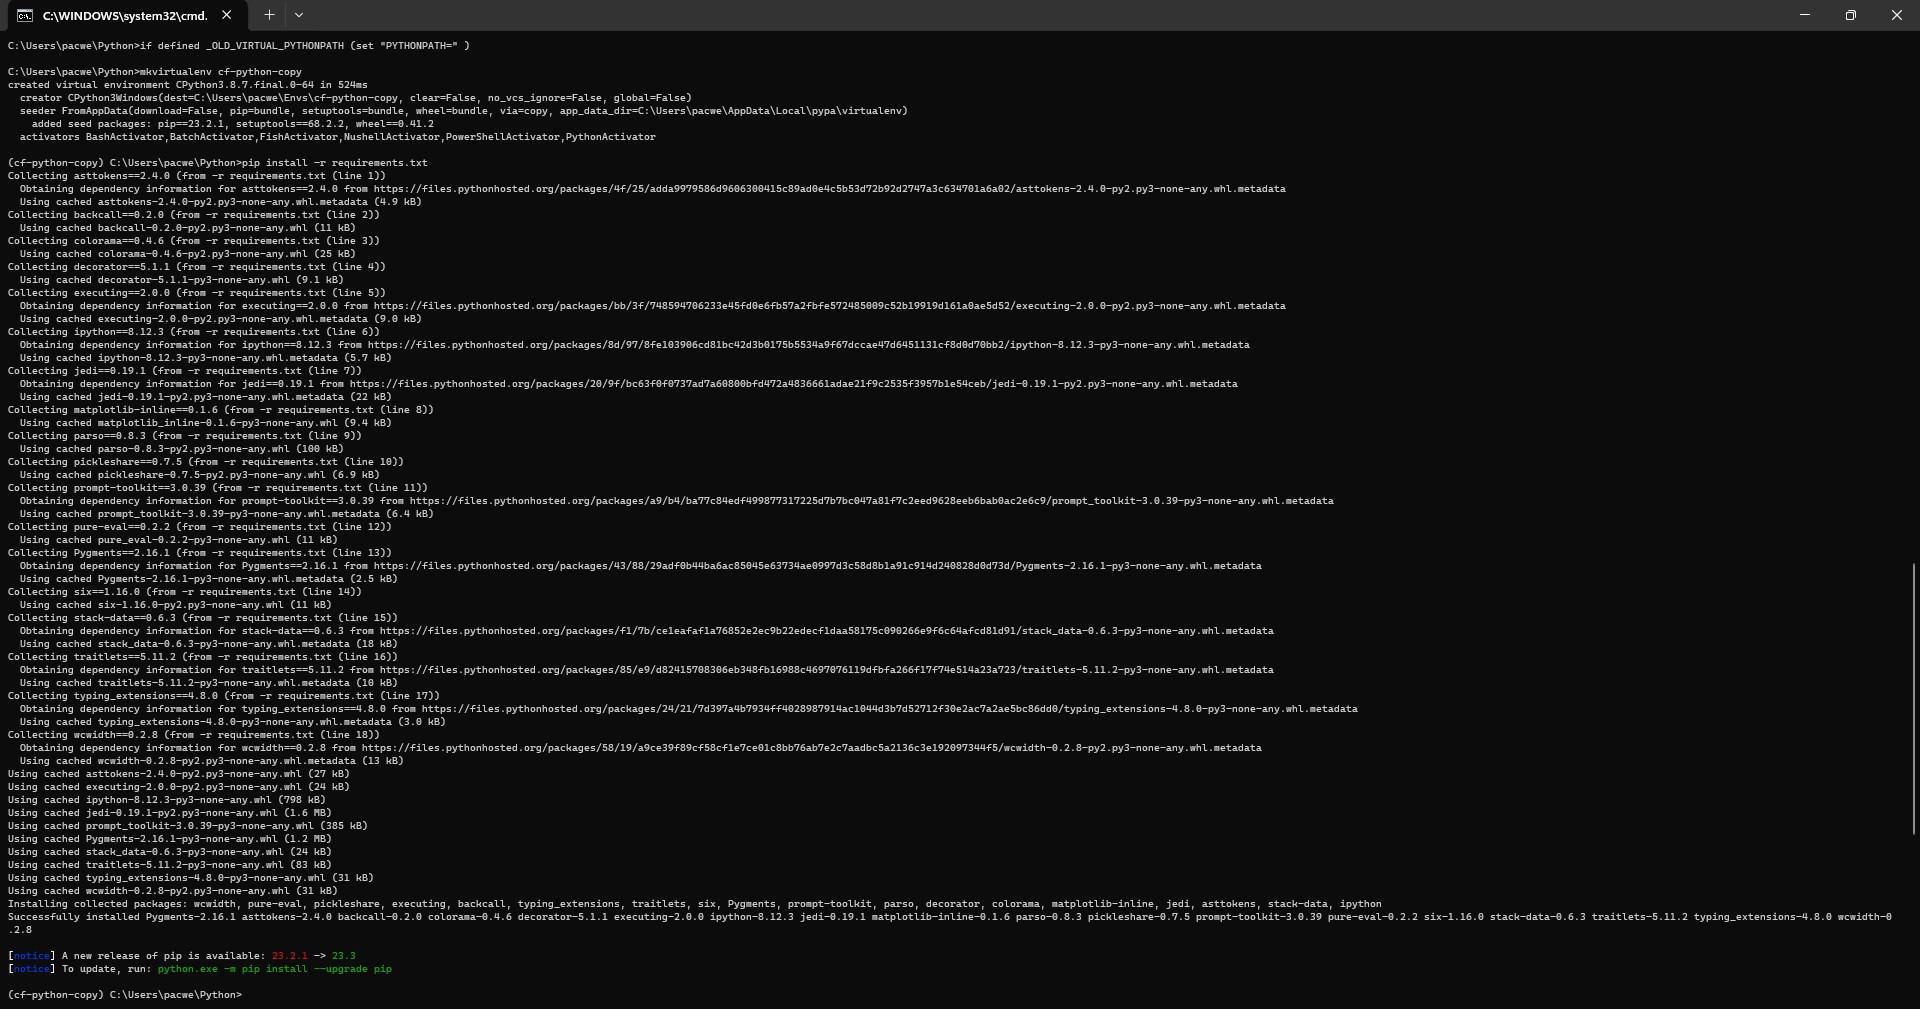 C:\WINDOWS\system32\cmd.
C:\Users\pacwe\Python>if defined _OLD_VIRTUAL_PYTHONPATH (set "PYTHONPATH=" )
C:\Users\pacwe\Python>mkvirtualenv cf-python-copy
created virtual environment CPython3.8.7.final.0-64 in 524ms
  creator CPython3Windows(dest=C:\Users\pacwe\Envs\cf-python-copy, clear=False, no_vcs_ignore=False, global=False)
  seeder FromAppData(download=False, pip=bundle, setuptools=bundle, wheel=bundle, via=copy, app_data_dir=C:\Users\pacwe\AppData\Local\pypa\virtualenv)
    added seed packages: pip==23.2.1, setuptools==68.2.2, wheel==0.41.2
  activators BashActivator,BatchActivator,FishActivator,NushellActivator,PowerShellActivator,PythonActivator
(cf-python-copy) C:\Users\pacwe\Python>pip install -r requirements.txt
Collecting asttokens==2.4.0 (from -r requirements.txt (line 1))
  Obtaining dependency information for asttokens==2.4.0 from https://files.pythonhosted.org/packages/4f/25/adda9979586d9606300415c89ad0e4c5b53d72b92d2747a3c634701a6a02/asttokens-2.4.0-py2.py3-none-any.whl.metadata
  Using cached asttokens-2.4.0-py2.py3-none-any.whl.metadata (4.9 kB)
Collecting backcall==0.2.0 (from -r requirements.txt (line 2))
  Using cached backcall-0.2.0-py2.py3-none-any.whl (11 kB)
Collecting colorama==0.4.6 (from -r requirements.txt (line 3))
  Using cached colorama-0.4.6-py2.py3-none-any.whl (25 kB)
Collecting decorator==5.1.1 (from -r requirements.txt (line 4))
  Using cached decorator-5.1.1-py3-none-any.whl (9.1 kB)
Collecting executing==2.0.0 (from -r requirements.txt (line 5))
  Obtaining dependency information for executing==2.0.0 from https://files.pythonhosted.org/packages/bb/3f/748594706233e45fd0e6fb57a2fbfe572485009c52b19919d161a0ae5d52/executing-2.0.0-py2.py3-none-any.whl.metadata
  Using cached executing-2.0.0-py2.py3-none-any.whl.metadata (9.0 kB)
Collecting ipython==8.12.3 (from -r requirements.txt (line 6))
  Obtaining dependency information for ipython==8.12.3 from https://files.pythonhosted.org/packages/8d/97/8fe103906cd81bc42d3b0175b5534a9f67dccae47d6451131cf8d0d70bb2/ipython-8.12.3-py3-none-any.whl.metadata
  Using cached ipython-8.12.3-py3-none-any.whl.metadata (5.7 kB)
Collecting jedi==0.19.1 (from -r requirements.txt (line 7))
  Obtaining dependency information for jedi==0.19.1 from https://files.pythonhosted.org/packages/20/9f/bc63f0f0737ad7a60800bfd472a4836661adae21f9c2535f3957b1e54ceb/jedi-0.19.1-py2.py3-none-any.whl.metadata
  Using cached jedi-0.19.1-py2.py3-none-any.whl.metadata (22 kB)
Collecting matplotlib-inline==0.1.6 (from -r requirements.txt (line 8))
  Using cached matplotlib_inline-0.1.6-py3-none-any.whl (9.4 kB)
Collecting parso==0.8.3 (from -r requirements.txt (line 9))
  Using cached parso-0.8.3-py2.py3-none-any.whl (100 kB)
Collecting pickleshare==0.7.5 (from -r requirements.txt (line 10))
  Using cached pickleshare-0.7.5-py2.py3-none-any.whl (6.9 kB)
Collecting prompt-toolkit==3.0.39 (from -r requirements.txt (line 11))
  Obtaining dependency information for prompt-toolkit==3.0.39 from https://files.pythonhosted.org/packages/a9/b4/ba77c84edf499877317225d7b7bc047a81f7c2eed9628eeb6bab0ac2e6c9/prompt_toolkit-3.0.39-py3-none-any.whl.metadata
  Using cached prompt_toolkit-3.0.39-py3-none-any.whl.metadata (6.4 kB)
Collecting pure-eval==0.2.2 (from -r requirements.txt (line 12))
  Using cached pure_eval-0.2.2-py3-none-any.whl (11 kB)
Collecting Pygments==2.16.1 (from -r requirements.txt (line 13))
  Obtaining dependency information for Pygments==2.16.1 from https://files.pythonhosted.org/packages/43/88/29adf0b44ba6ac85045e63734ae0997d3c58d8b1a91c914d240828d0d73d/Pygments-2.16.1-py3-none-any.whl.metadata
  Using cached Pygments-2.16.1-py3-none-any.whl.metadata (2.5 kB)
Collecting six==1.16.0 (from -r requirements.txt (line 14))
  Using cached six-1.16.0-py2.py3-none-any.whl (11 kB)
Collecting stack-data==0.6.3 (from -r requirements.txt (line 15))
  Obtaining dependency information for stack-data==0.6.3 from https://files.pythonhosted.org/packages/f1/7b/ce1eafaf1a76852e2ec9b22edecf1daa58175c090266e9f6c64afcd81d91/stack_data-0.6.3-py3-none-any.whl.metadata
  Using cached stack_data-0.6.3-py3-none-any.whl.metadata (18 kB)
Collecting traitlets==5.11.2 (from -r requirements.txt (line 16))
  Obtaining dependency information for traitlets==5.11.2 from https://files.pythonhosted.org/packages/85/e9/d82415708306eb348fb16988c4697076119dfbfa266f17f74e514a23a723/traitlets-5.11.2-py3-none-any.whl.metadata
  Using cached traitlets-5.11.2-py3-none-any.whl.metadata (10 kB)
Collecting typing_extensions==4.8.0 (from -r requirements.txt (line 17))
  Obtaining dependency information for typing_extensions==4.8.0 from https://files.pythonhosted.org/packages/24/21/7d397a4b7934ff4028987914ac1044d3b7d52712f30e2ac7a2ae5bc86dd0/typing_extensions-4.8.0-py3-none-any.whl.metadata
  Using cached typing_extensions-4.8.0-py3-none-any.whl.metadata (3.0 kB)
Collecting wcwidth==0.2.8 (from -r requirements.txt (line 18))
  Obtaining dependency information for wcwidth==0.2.8 from https://files.pythonhosted.org/packages/58/19/a9ce39f89cf58cf1e7ce01c8bb76ab7e2c7aadbc5a2136c3e192097344f5/wcwidth-0.2.8-py2.py3-none-any.whl.metadata
  Using cached wcwidth-0.2.8-py2.py3-none-any.whl.metadata (13 kB)
Using cached asttokens-2.4.0-py2.py3-none-any.whl (27 kB)
Using cached executing-2.0.0-py2.py3-none-any.whl (24 kB)
Using cached ipython-8.12.3-py3-none-any.whl (798 kB)
Using cached jedi-0.19.1-py2.py3-none-any.whl (1.6 MB)
Using cached prompt_toolkit-3.0.39-py3-none-any.whl (385 kB)
Using cached Pygments-2.16.1-py3-none-any.whl (1.2 MB)
Using cached stack_data-0.6.3-py3-none-any.whl (24 kB)
Using cached traitlets-5.11.2-py3-none-any.whl (83 kB)
Using cached typing_extensions-4.8.0-py3-none-any.whl (31 kB)
Using cached wcwidth-0.2.8-py2.py3-none-any.whl (31 kB)
Installing collected packages: wcwidth, pure-eval, pickleshare, executing, backcall, typing_extensions, traitlets, six, Pygments, prompt-toolkit, parso, decorator, colorama, matplotlib-inline, jedi, asttokens, stack-data, ipython
Successfully installed Pygments-2.16.1 asttokens-2.4.0 backcall-0.2.0 colorama-0.4.6 decorator-5.1.1 executing-2.0.0 ipython-8.12.3 jedi-0.19.1 matplotlib-inline-0.1.6 parso-0.8.3 pickleshare-0.7.5 prompt-toolkit-3.0.39 pure-eval-0.2.2 six-1.16.0 stack-data-0.6.3 traitlets-5.11.2 typing_extensions-4.8.0 wcwidth-0
.2.8
[notice] A new release of pip is available: 23.2.1 -> 23.3
[notice] To update, run: python.exe -m pip install --upgrade pip
(cf-python-copy) C:\Users\pacwe\Python>